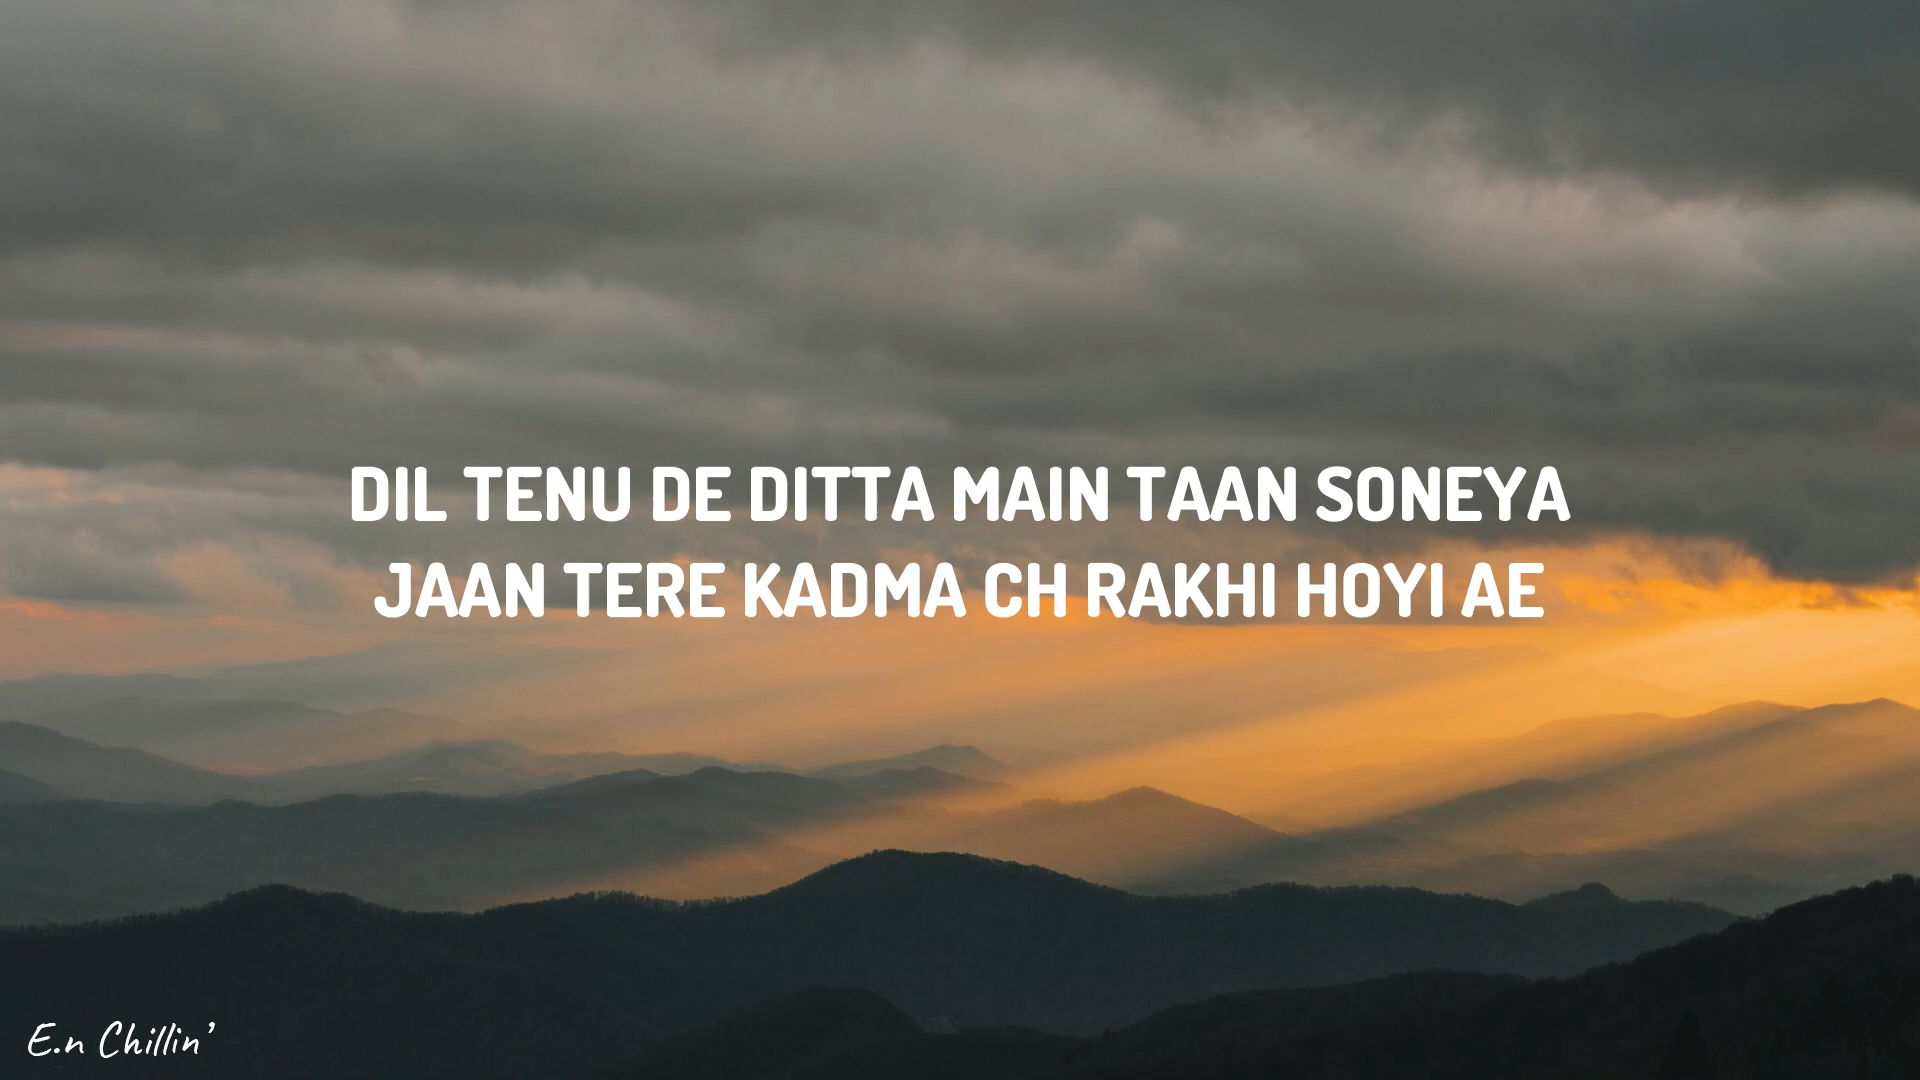 DIL TENU DE DITTA MAIN TAAN SONEYA
JAAN TERE KADMA CH RAKHI HOYI AE
E.n Chillin'